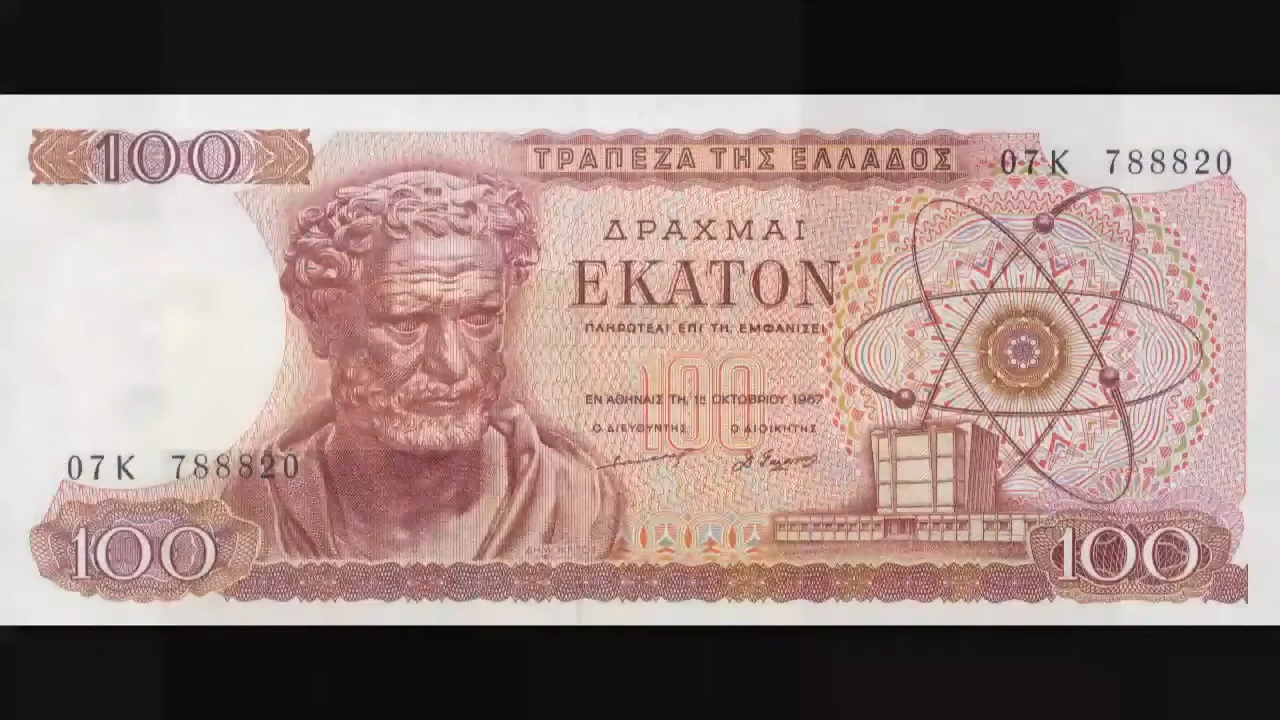 100
ΤΡΑΠΕΖΑ ΤΗΣ ΕΛΛΑΔΟΣ
07Κ 788820
ΔΡΑΧΜΑΙ
ΕΚΑΤΟΝ
ΠΛΗΡΩΤΕΑΙ ΕΠΙ ΤΗ ΕΜΦΑΝΙΣΕΙ
100
ΕΝ ΑΘΗΝΑΙΣ ΤΗ 1η ΟΚΤΩΒΡΙΟΥ 1967
Ο ΔΙΕΥΘΥΝΤΗΣ Ο ΔΙΟΙΚΗΤΗΣ
07Κ 788820
ΔΗΜΟΚΡΙΤΟΣ
100
100